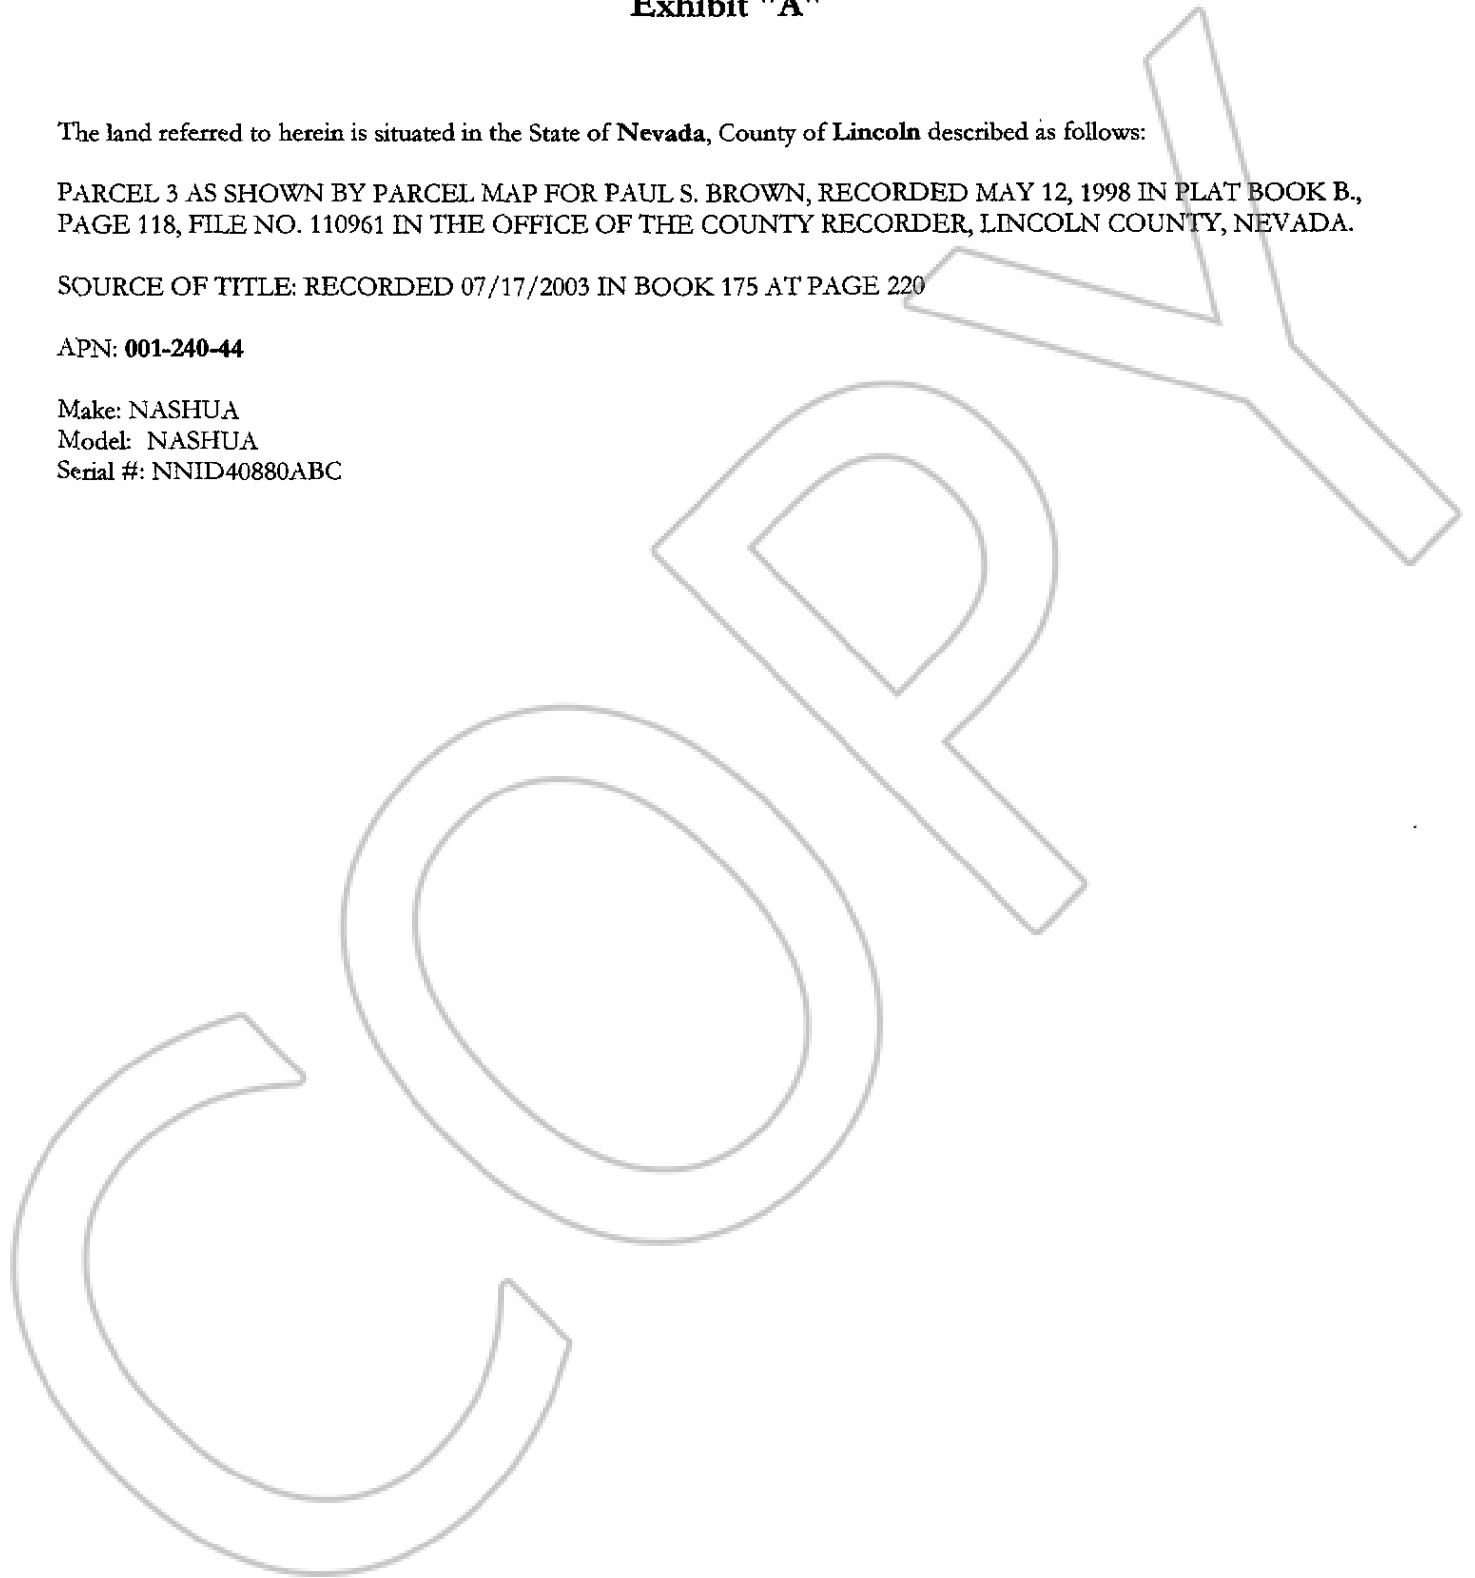 Exhibit "A"
The land referred to herein is situated in the State of Nevada, County of Lincoln described as follows:
PARCEL 3 AS SHOWN BY PARCEL MAP FOR PAUL S. BROWN, RECORDED MAY 12, 1998 IN PLAT BOOK B.,
PAGE 118, FILE NO. 110961 IN THE OFFICE OF THE COUNTY RECORDER, LINCOLN COUNTY, NEVADA.
SOURCE OF TITLE: RECORDED 07/17/2003 IN BOOK 175 AT PAGE 220
APN: 001-240-44
Make: NASHUA
Model: NASHUA
Serial #: NNID40880ABC
COPY